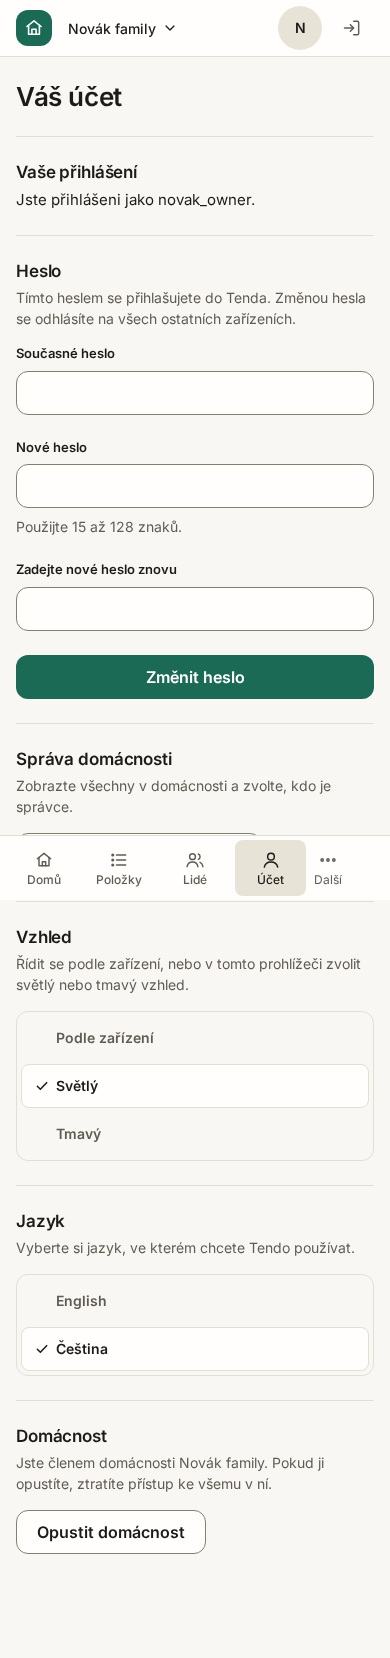 Novák family
N
Váš účet
Vaše přihlášení
Jste přihlášeni jako novak_owner.
Heslo
Tímto heslem se přihlašujete do Tenda. Změnou hesla
se odhlásíte na všech ostatních zařízeních.
Současné heslo
Nové heslo
Použijte 15 až 128 znaků.
Zadejte nové heslo znovu
Změnit heslo
Správa domácnosti
Zobrazte všechny v domácnosti a zvolte, kdo je
správce.
Domů
Položky
Lidé
Účet
Další
Vzhled
Řídit se podle zařízení, nebo v tomto prohlížeči zvolit
světlý nebo tmavý vzhled.
Podle zařízení
Světlý
Tmavý
Jazyk
Vyberte si jazyk, ve kterém chcete Tendo používat.
English
Čeština
Domácnost
Jste členem domácnosti Novák family. Pokud ji
opustíte, ztratíte přístup ke všemu v ní.
Opustit domácnost